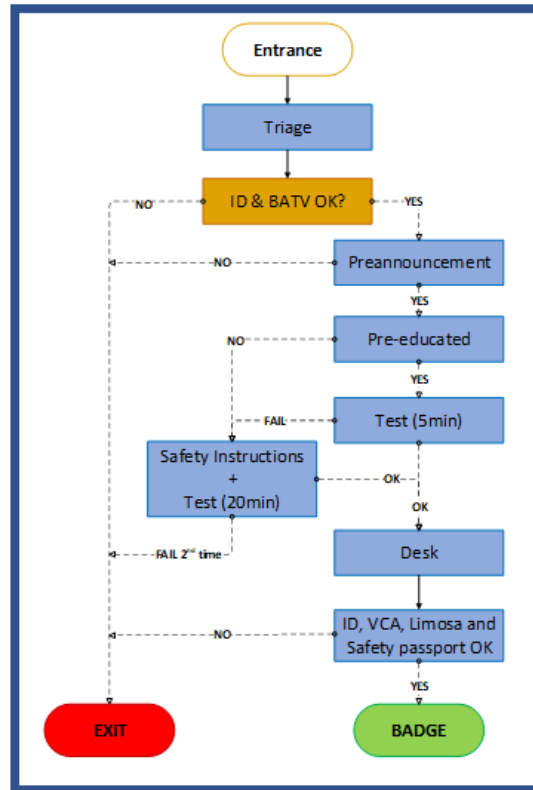 Entrance
Triage
ID & BATV OK?
NO
YES
Preannouncement
NO
YES
Pre-educated
NO
YES
Test (5min)
FAIL
Safety Instructions
+
Test (20min)
OK
OK
Desk
FAIL 2nd time
ID, VCA, Limosa and
Safety passport OK
NO
YES
EXIT
BADGE